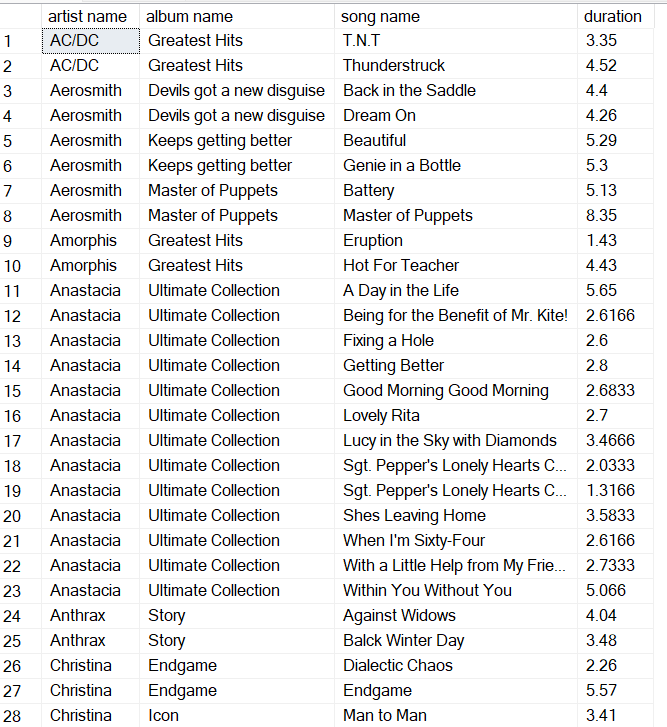 artist name album name song name duration
1 AC/DC Greatest Hits T.N.T 3.35
2 AC/DC Greatest Hits Thunderstruck 4.52
3 Aerosmith Devils got a new disguise Back in the Saddle 4.4
4 Aerosmith Devils got a new disguise Dream On 4.26
5 Aerosmith Keeps getting better Beautiful 5.29
6 Aerosmith Keeps getting better Genie in a Bottle 5.3
7 Aerosmith Master of Puppets Battery 5.13
8 Aerosmith Master of Puppets Master of Puppets 8.35
9 Amorphis Greatest Hits Eruption 1.43
10 Amorphis Greatest Hits Hot For Teacher 4.43
11 Anastacia Ultimate Collection A Day in the Life 5.65
12 Anastacia Ultimate Collection Being for the Benefit of Mr. Kite! 2.6166
13 Anastacia Ultimate Collection Fixing a Hole 2.6
14 Anastacia Ultimate Collection Getting Better 2.8
15 Anastacia Ultimate Collection Good Morning Good Morning 2.6833
16 Anastacia Ultimate Collection Lovely Rita 2.7
17 Anastacia Ultimate Collection Lucy in the Sky with Diamonds 3.4666
18 Anastacia Ultimate Collection Sgt. Pepper's Lonely Hearts C... 2.0333
19 Anastacia Ultimate Collection Sgt. Pepper's Lonely Hearts C... 1.3166
20 Anastacia Ultimate Collection Shes Leaving Home 3.5833
21 Anastacia Ultimate Collection When I'm Sixty-Four 2.6166
22 Anastacia Ultimate Collection With a Little Help from My Frie... 2.7333
23 Anastacia Ultimate Collection Within You Without You 5.066
24 Anthrax Story Against Widows 4.04
25 Anthrax Story Balck Winter Day 3.48
26 Christina Endgame Dialectic Chaos 2.26
27 Christina Endgame Endgame 5.57
28 Christina Icon Man to Man 3.41